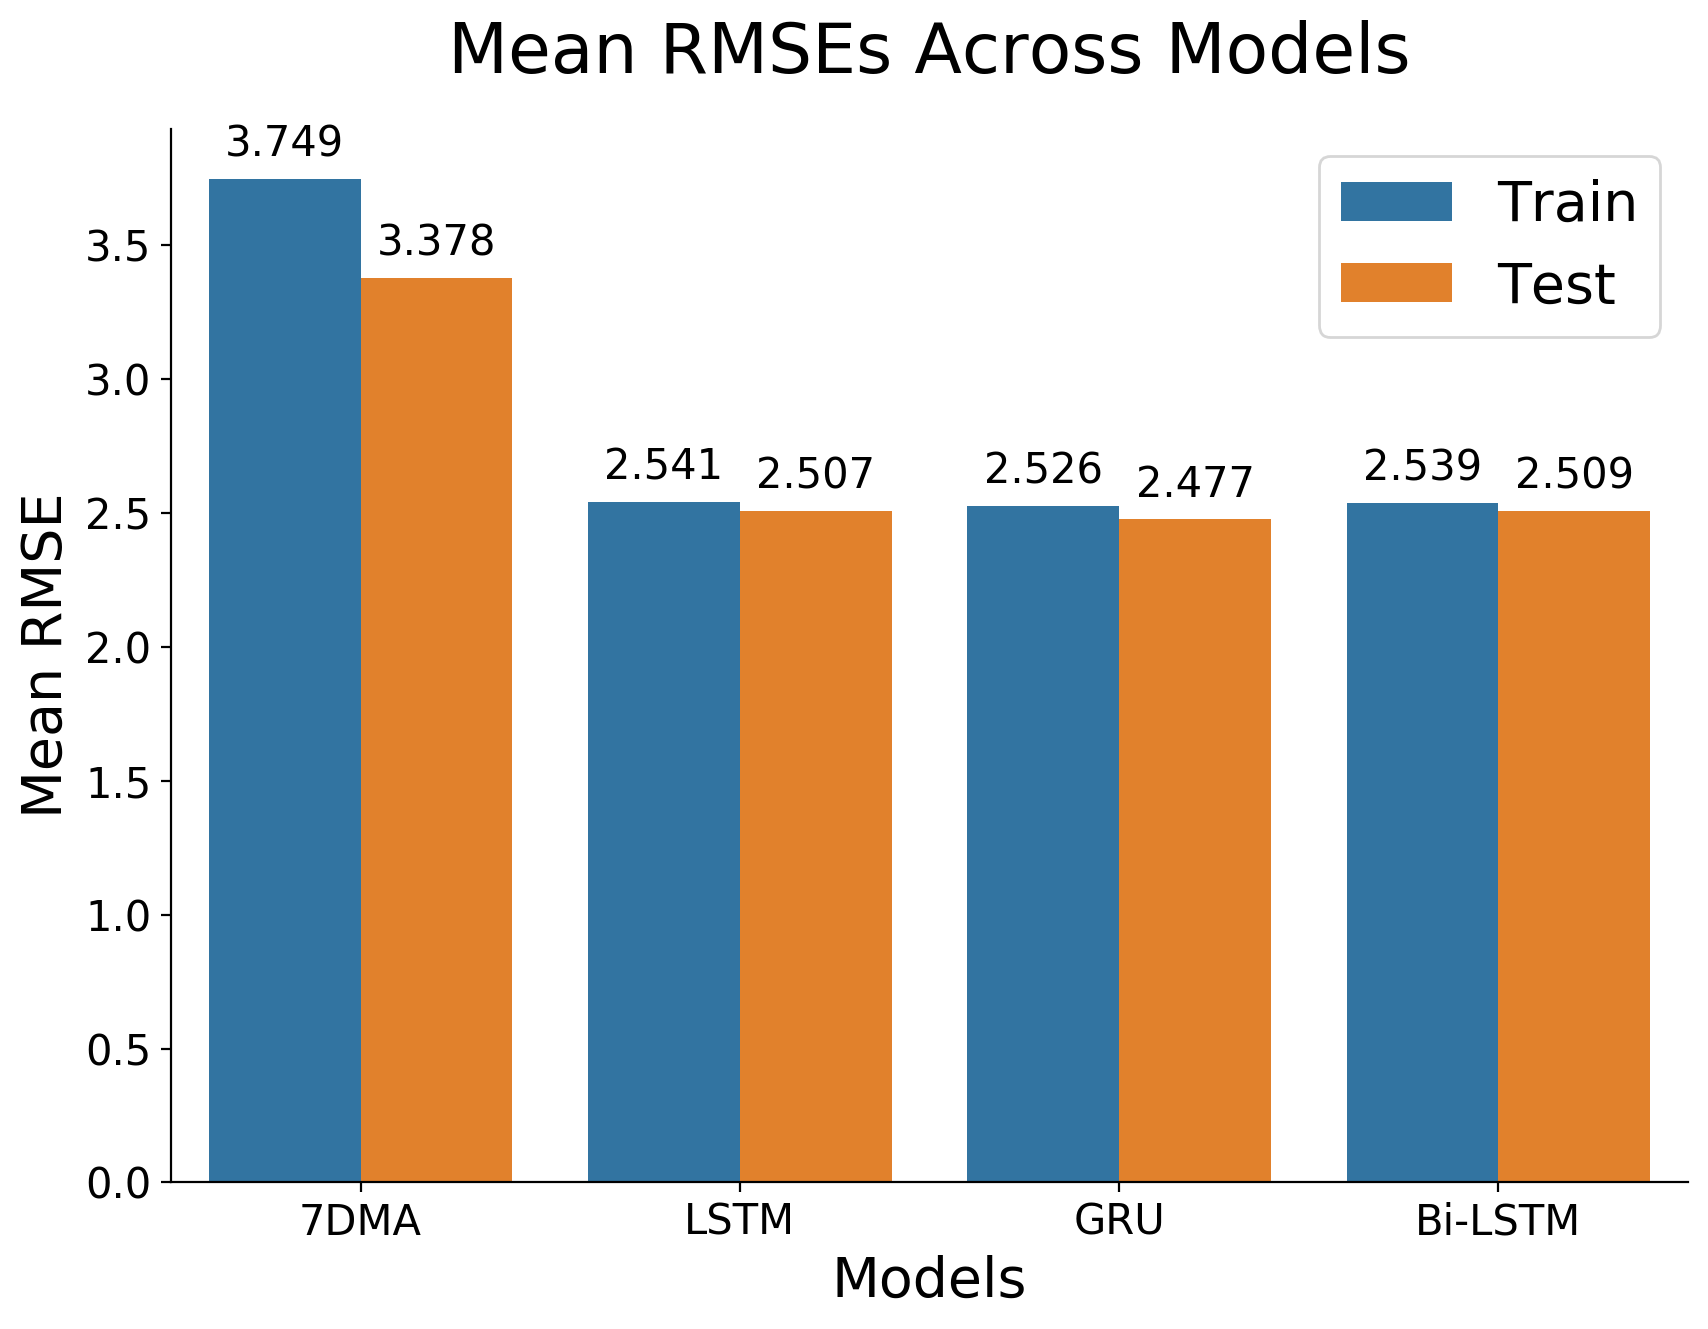 Mean RMSEs Across Models
3.749
3.378
2.541
2.507
2.526
2.477
2.539
2.509
Train
Test
Mean RMSE
3.5
3.0
2.5
2.0
1.5
1.0
0.5
0.0
7DMA
LSTM
GRU
Bi-LSTM
Models